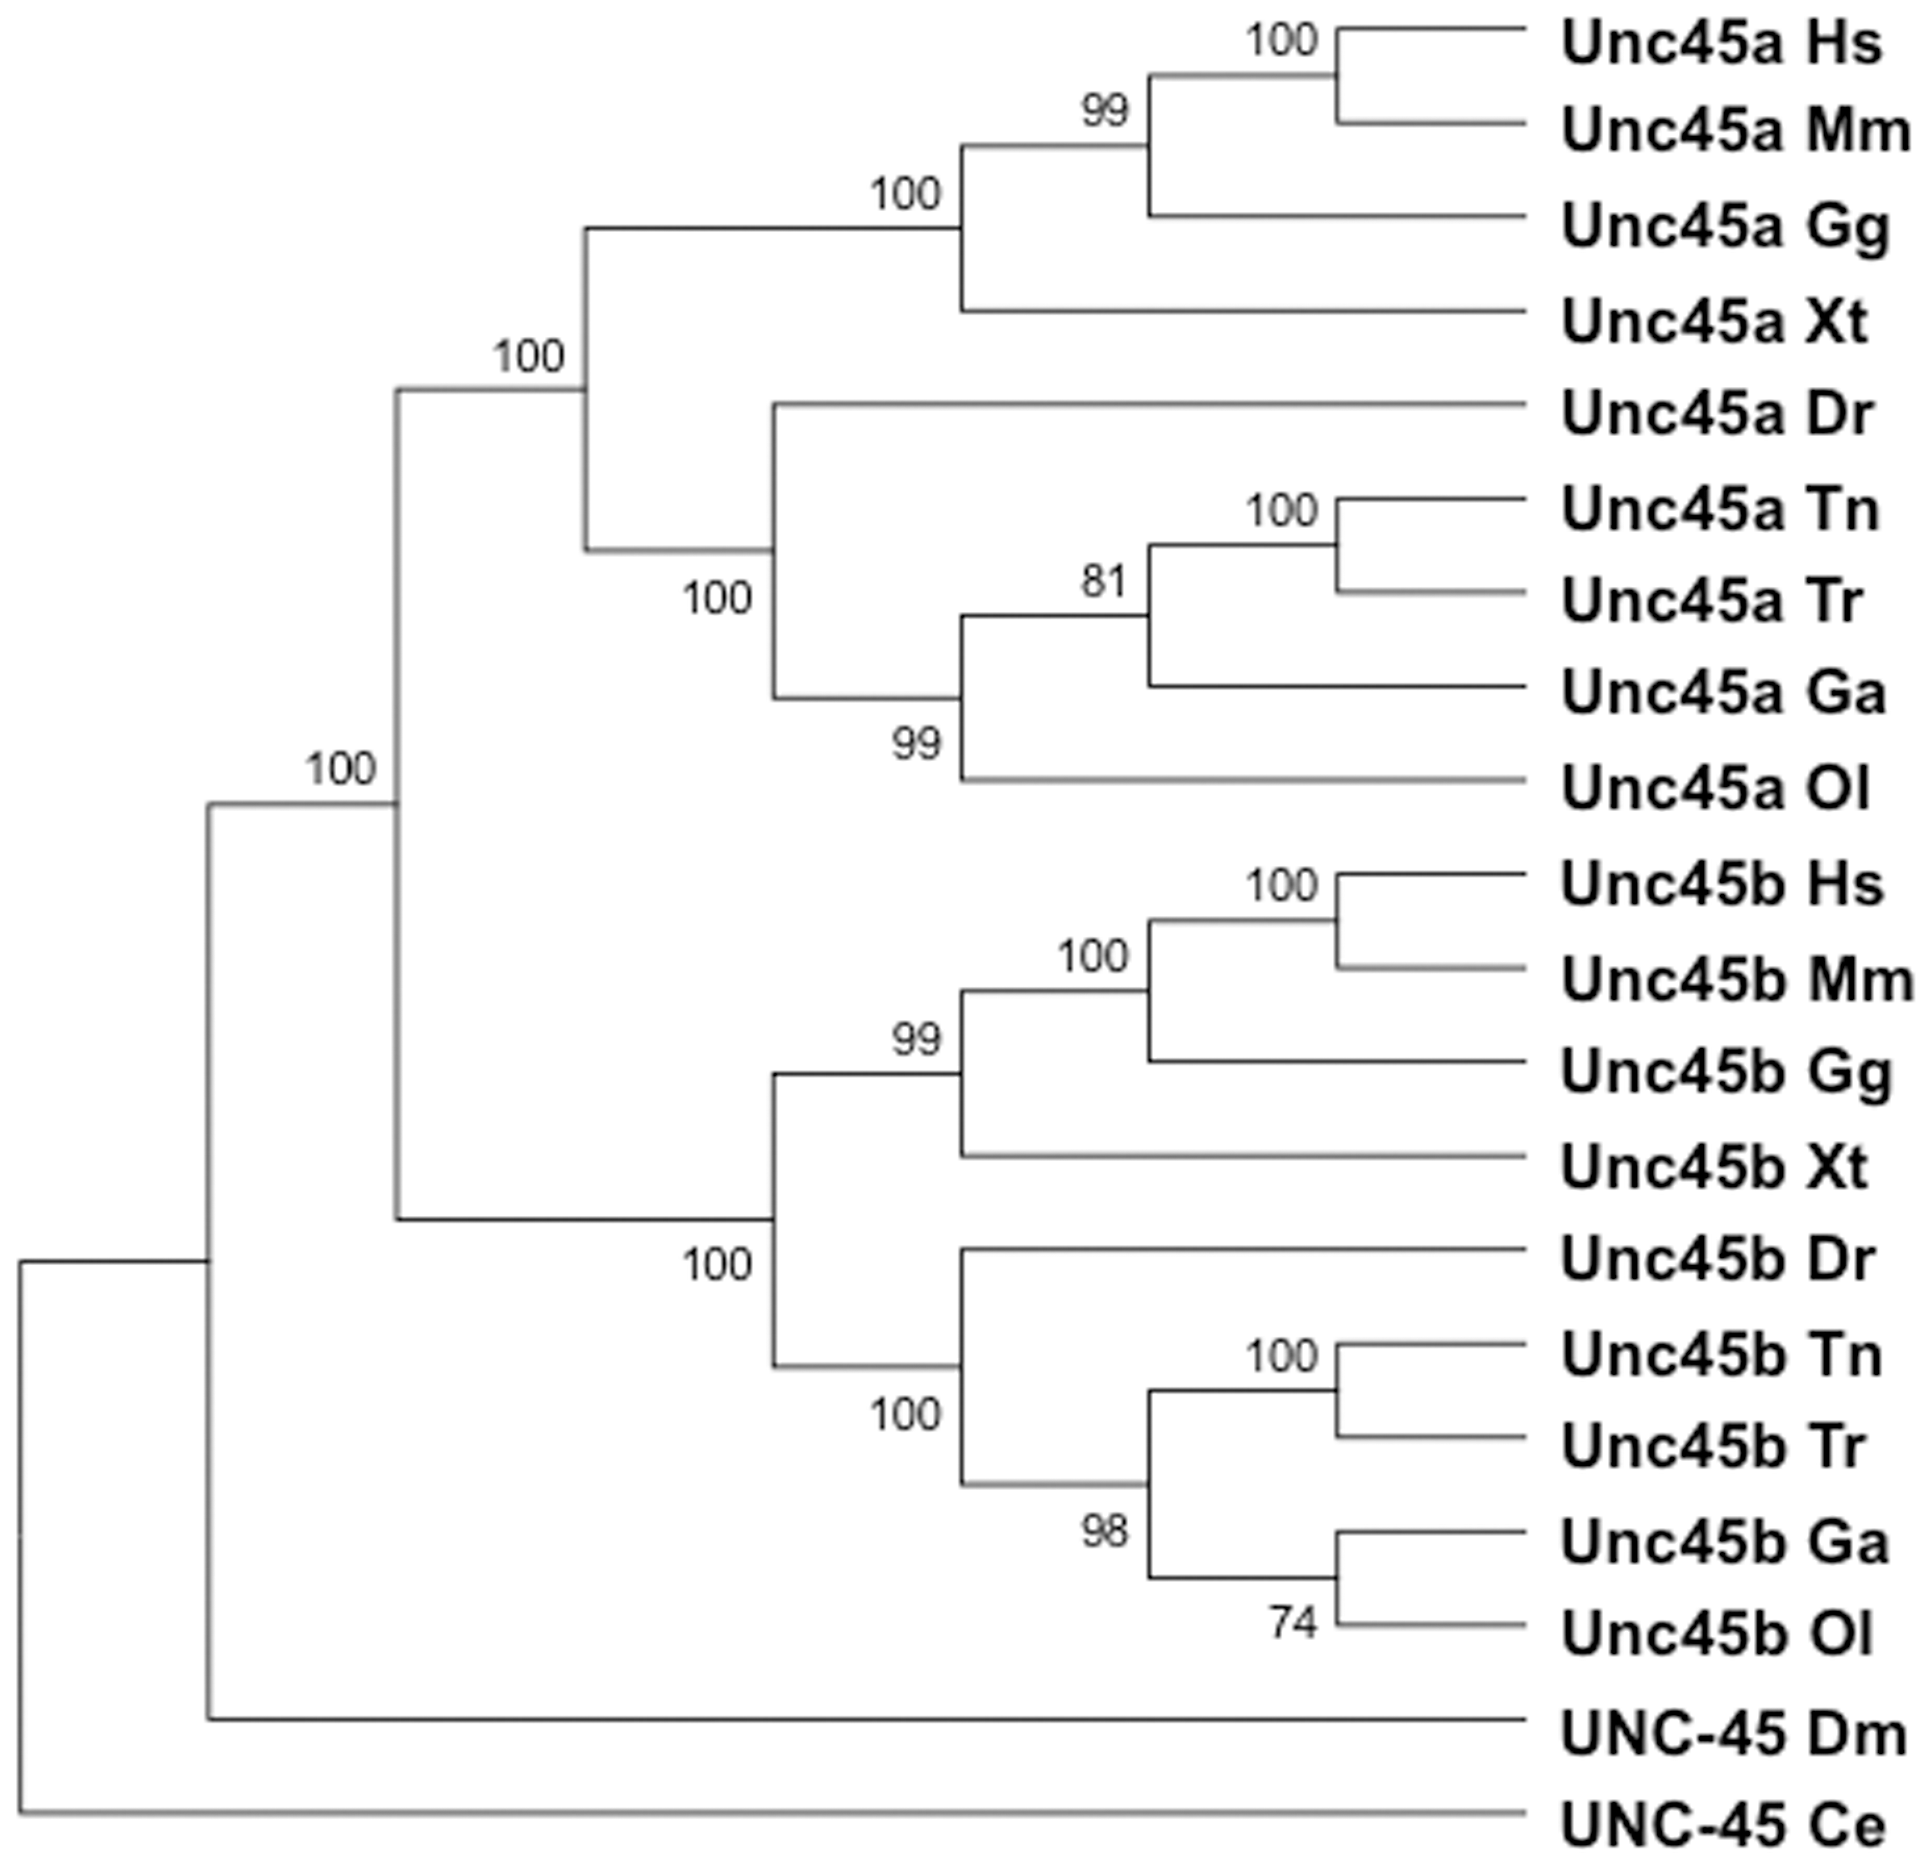 100
Unc45a Hs
99
Unc45a Mm
100
Unc45a Gg
Unc45a Xt
100
Unc45a Dr
100
Unc45a Tn
81
100
Unc45a Tr
Unc45a Ga
99
100
Unc45a Ol
100
Unc45b Hs
100
Unc45b Mm
99
Unc45b Gg
Unc45b Xt
100
Unc45b Dr
100
Unc45b Tn
100
Unc45b Tr
98
Unc45b Ga
74
Unc45b Ol
UNC-45 Dm
UNC-45 Ce